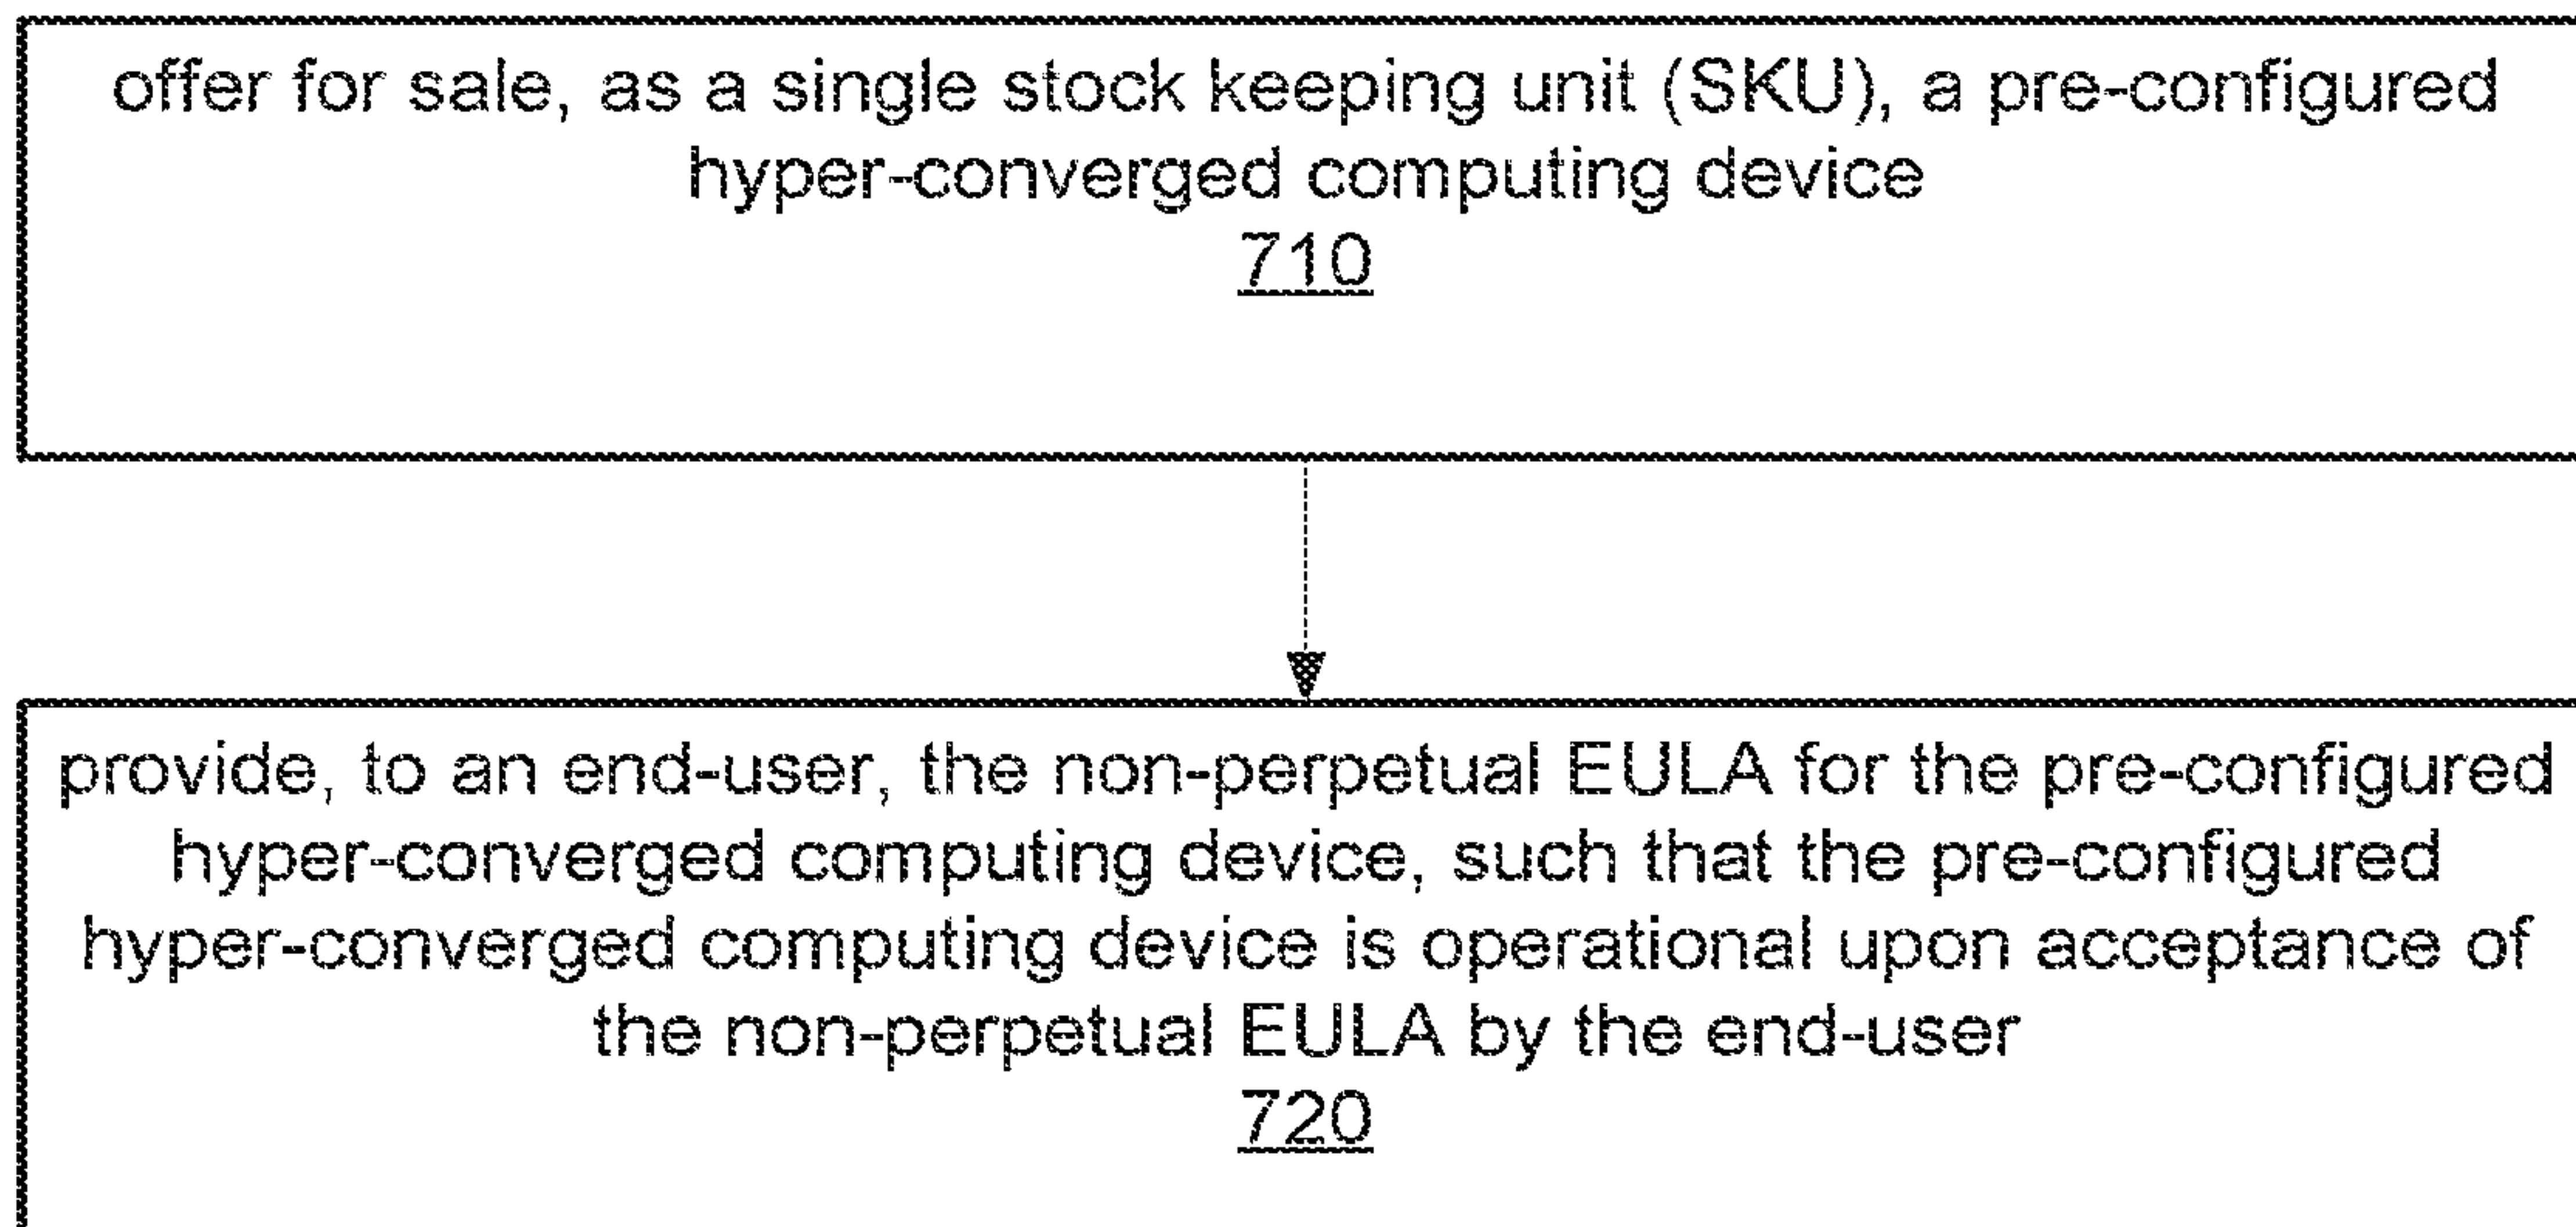 offer for sale, as a single stock keeping unit (SKU), a pre-configured
hyper-converged computing device
710
provide, to an end-user, the non-perpetual EULA for the pre-configured
hyper-converged computing device, such that the pre-configured
hyper-converged computing device is operational upon acceptance of
the non-perpetual EULA by the end-user
720